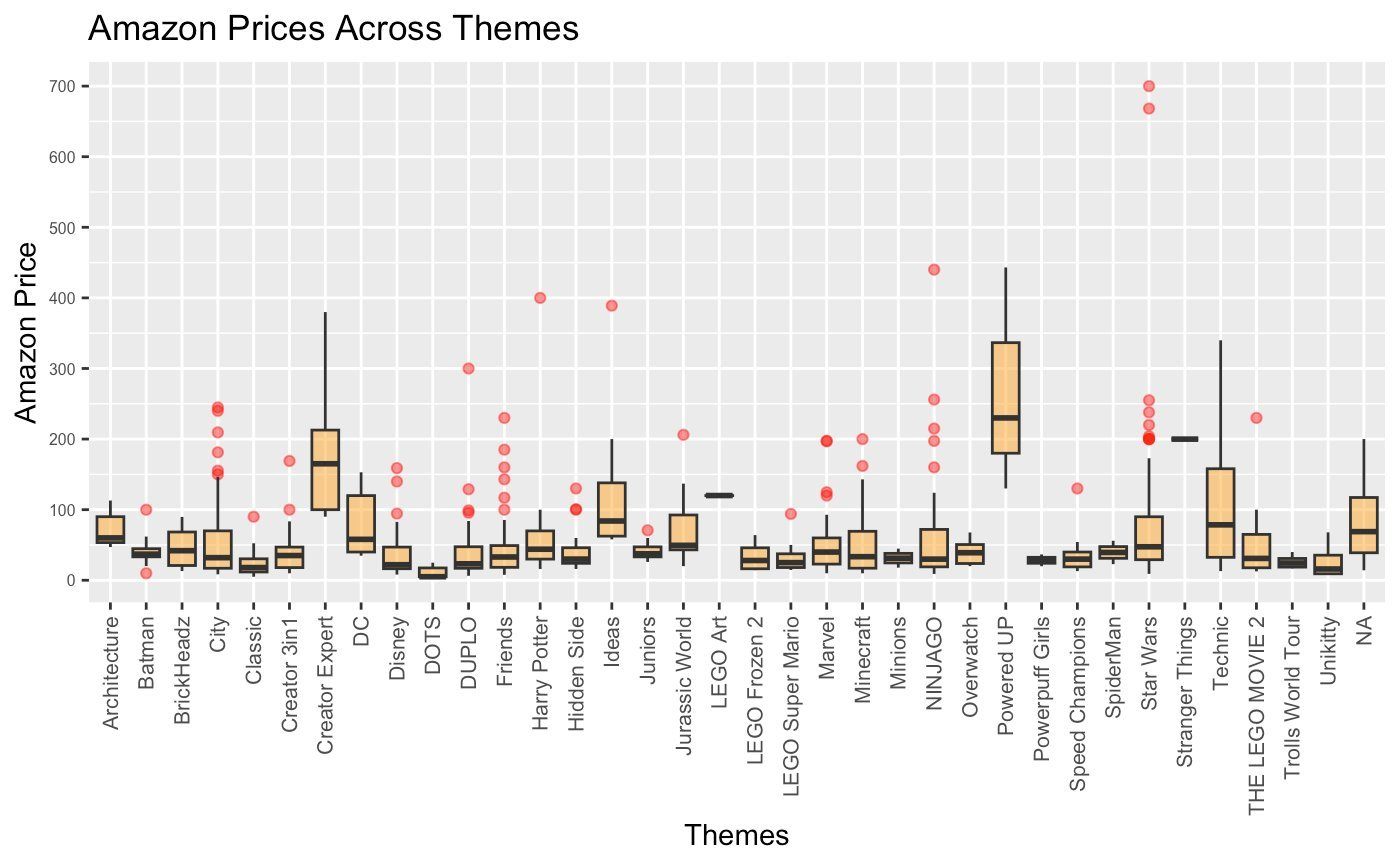 Amazon Prices Across Themes
Amazon Price
700
600
500
400
300
200
100
0
Architecture
Batman
BrickHeadz
City
Classic
Creator 3in1
Creator Expert
DC
Disney
DOTS
DUPLO
Friends
Harry Potter
Hidden Side
Ideas
Juniors
Jurassic World
LEGO Art
LEGO Frozen 2
LEGO Super Mario
Marvel
Minecraft
Minions
NINJAGO
Overwatch
Powered UP
Powerpuff Girls
Speed Champions
SpiderMan
Star Wars
Stranger Things
Technic
THE LEGO MOVIE 2
Trolls World Tour
Unikitty
NA
Themes